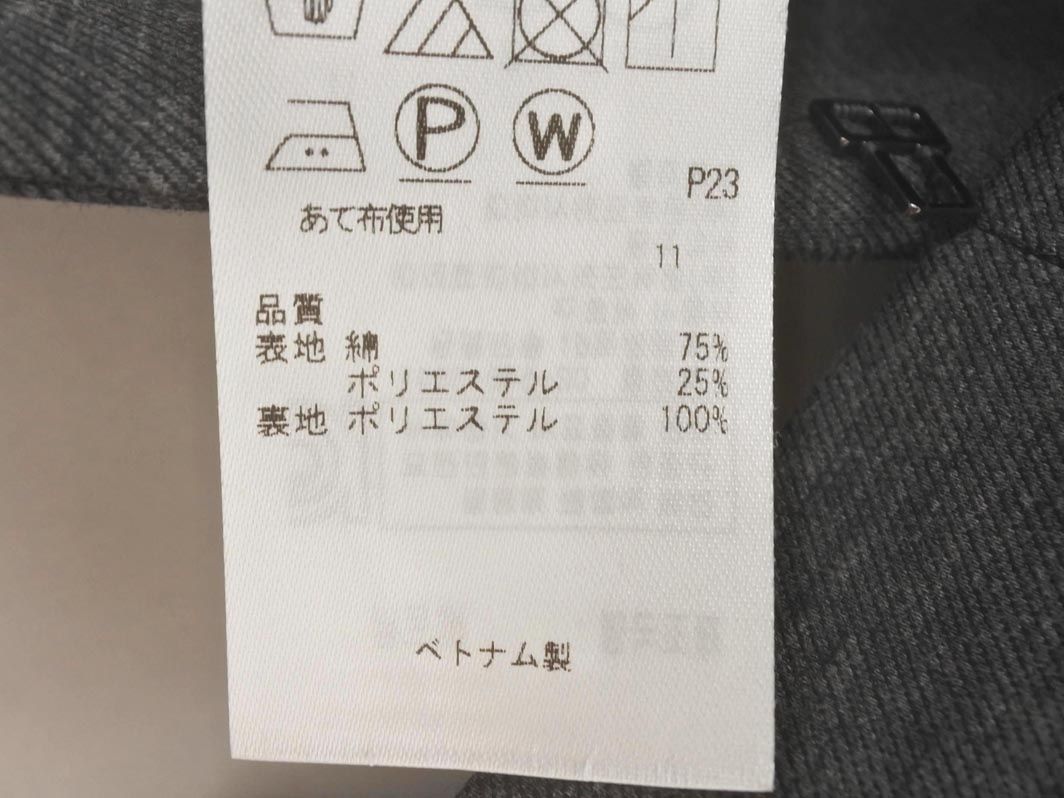 P
W
P23
あて布使用
11
品質
表地 綿 75%
ポリエステル 25%
裏地 ポリエステル 100%
ベトナム製